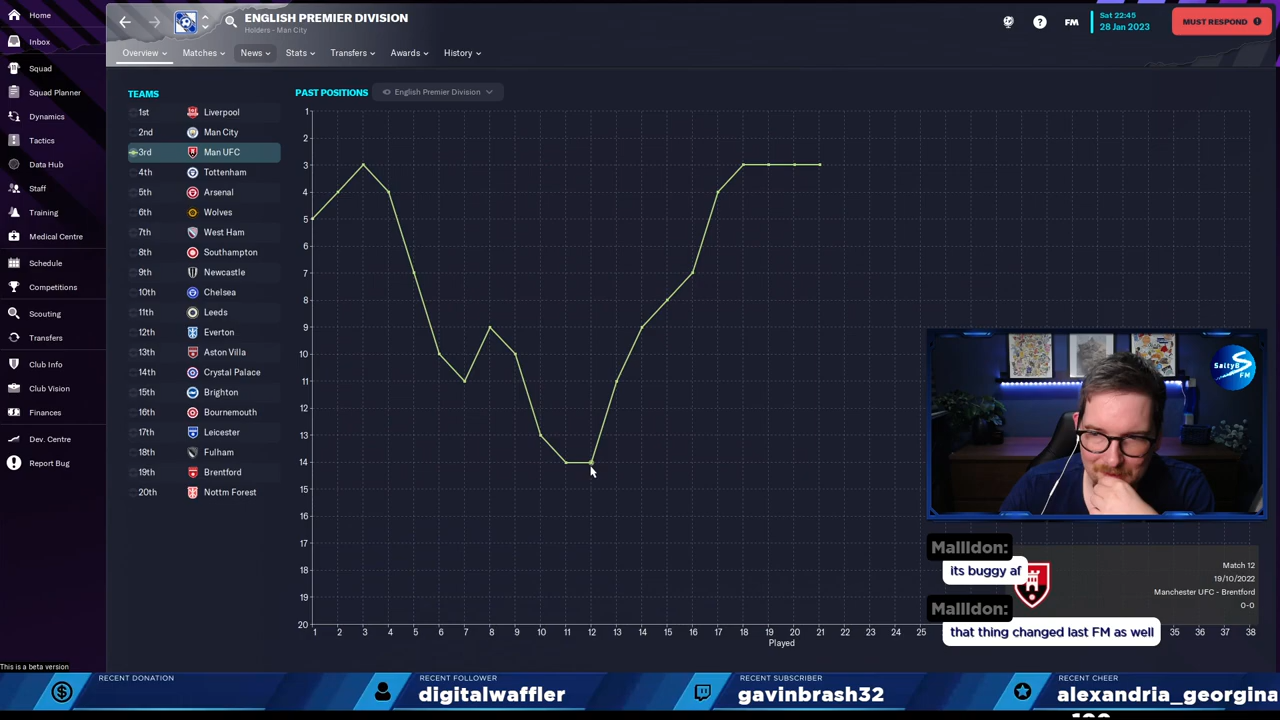 Home
Inbox
Squad
Squad Planner
Dynamics
Tactics
Data Hub
Staff
Training
Medical Centre
Schedule
Competitions
Scouting
Transfers
Club Info
Club Vision
Finances
Dev. Centre
Report Bug
This is a beta version
ENGLISH PREMIER DIVISION
Holders - Man City
FM
Sat 22:45
28 Jan 2023
MUST RESPOND
Overview Matches News Stats Transfers Awards History
TEAMS
1st Liverpool
2nd Man City
3rd Man UFC
4th Tottenham
5th Arsenal
6th Wolves
7th West Ham
8th Southampton
9th Newcastle
10th Chelsea
11th Leeds
12th Everton
13th Aston Villa
14th Crystal Palace
15th Brighton
16th Bournemouth
17th Leicester
18th Fulham
19th Brentford
20th Nottm Forest
PAST POSITIONS English Premier Division
1
2
3
4
5
6
7
8
9
10
11
12
13
14
15
16
17
18
19
20
1 2 3 4 5 6 7 8 9 10 11 12 13 14 15 16 17 18 19 20 21 22 23 24 25 35 36 37 38
Played
SaltyB
FM
Match 12
19/10/2022
Manchester UFC - Brentford
0-0
Mallldon:
its buggy af
Mallldon:
that thing changed last FM as well
RECENT DONATION
RECENT FOLLOWER
digitalwaffler
RECENT SUBSCRIBER
gavinbrash32
RECENT CHEER
alexandria_georgina